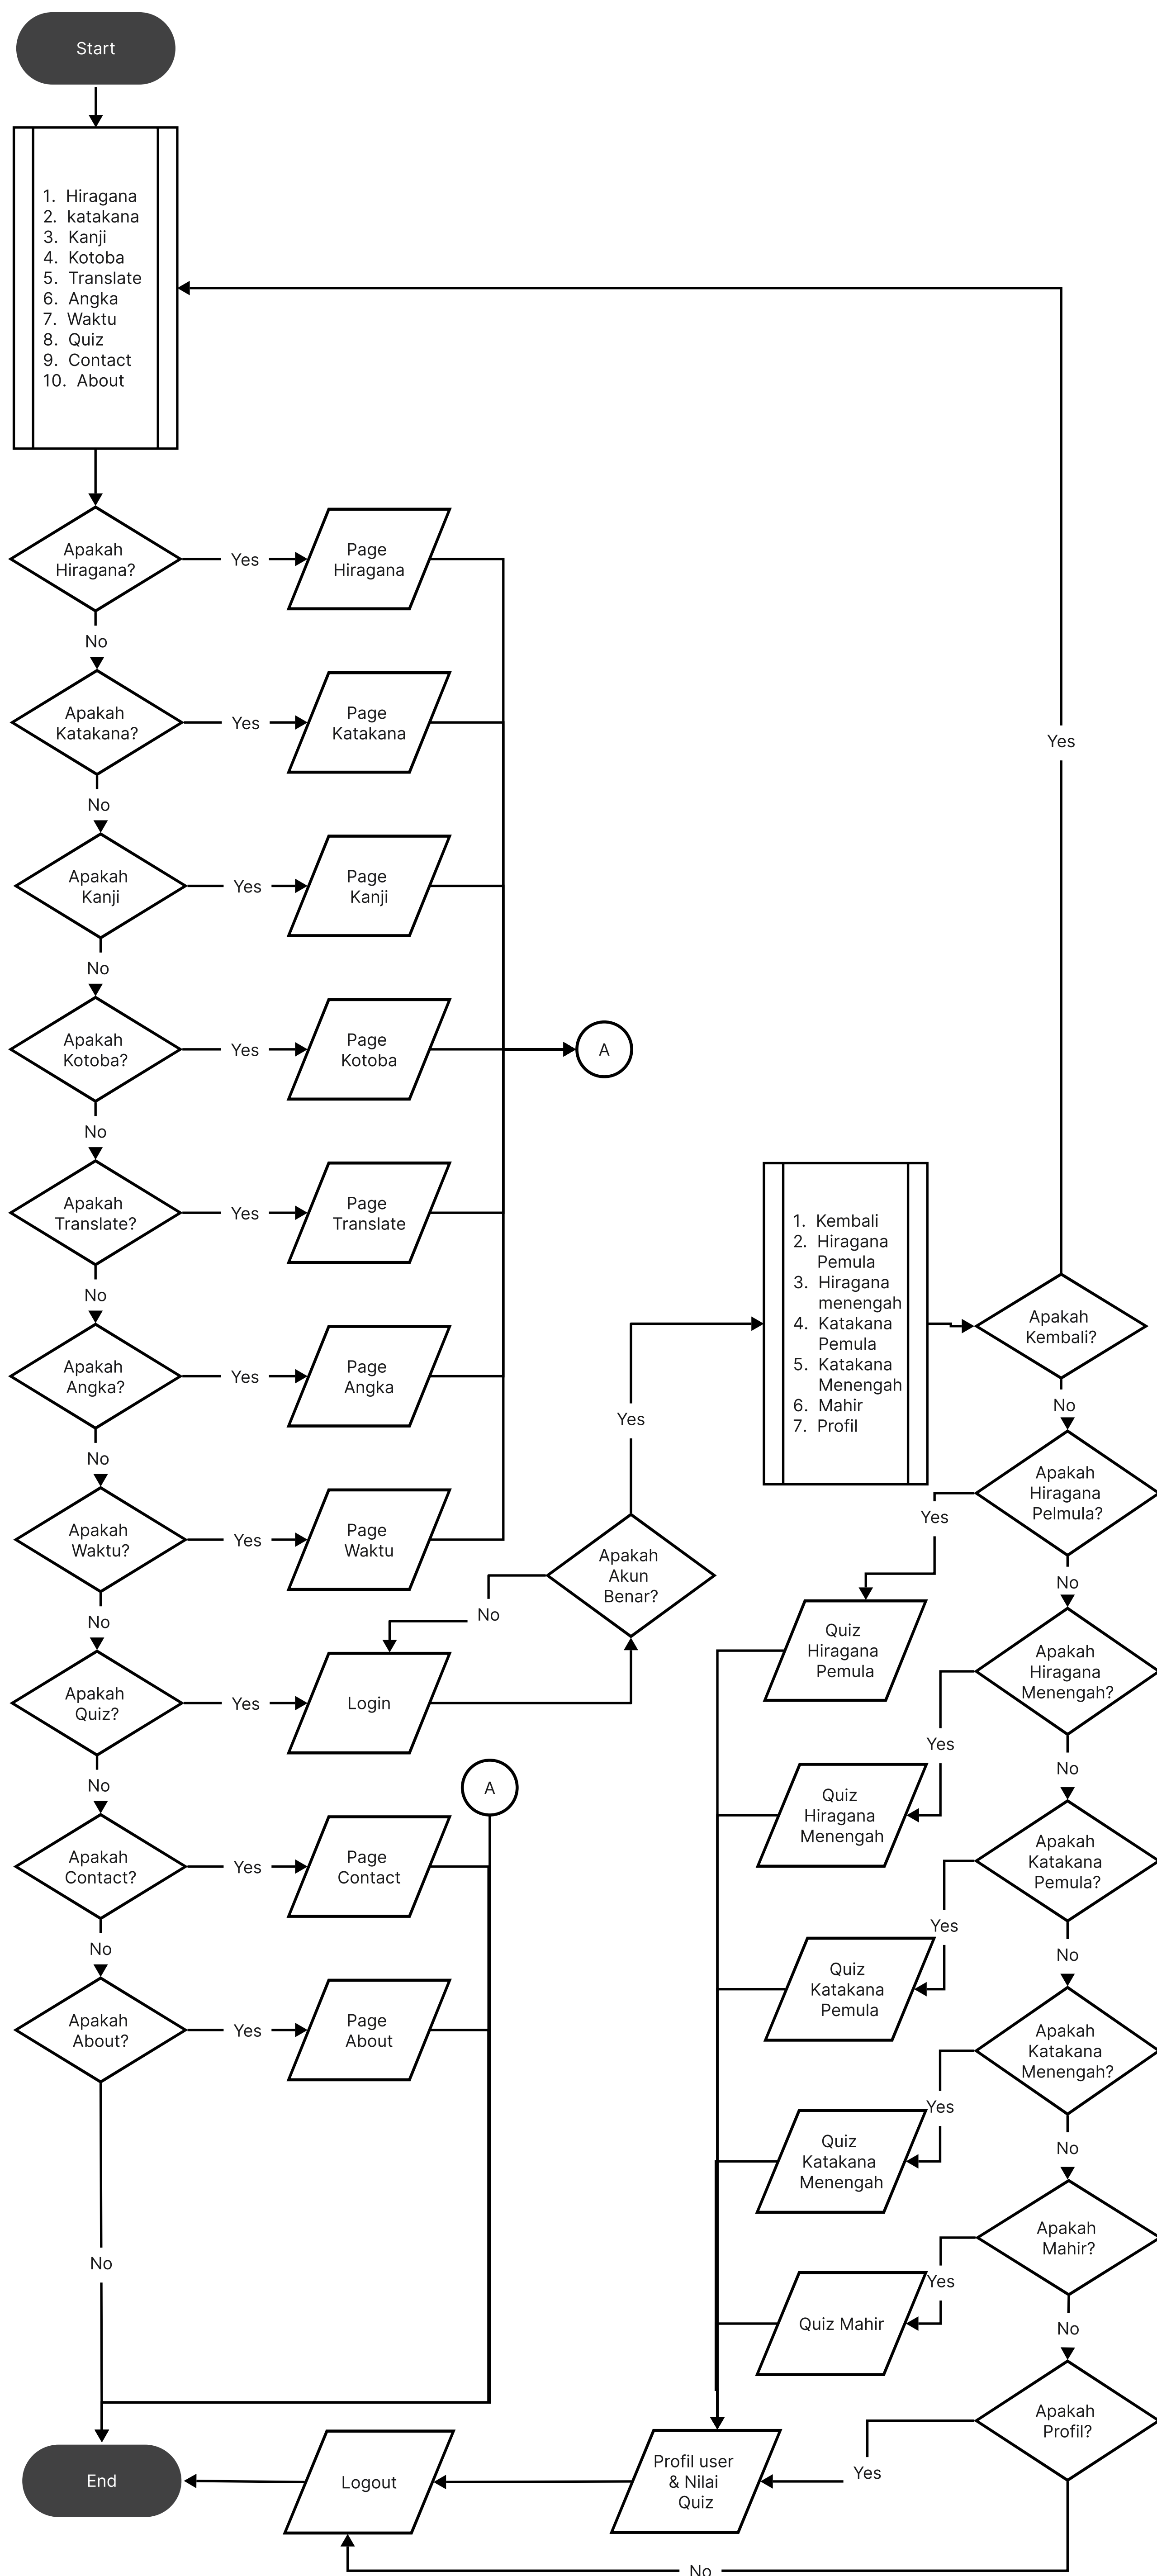 Start
1. Hiragana
2. katakana
3. Kanji
4. Kotoba
5. Translate
6. Angka
7. Waktu
8. Quiz
9. Contact
10. About
Apakah
Hiragana?
Yes
Page
Hiragana
No
Apakah
Katakana?
Yes
Page
Katakana
No
Apakah
Kanji
Yes
Page
Kanji
No
Apakah
Kotoba?
Yes
Page
Kotoba
A
No
Apakah
Translate?
Yes
Page
Translate
No
Apakah
Angka?
Yes
Page
Angka
No
Apakah
Waktu?
Yes
Page
Waktu
No
Apakah
Quiz?
Yes
Login
No
Apakah
Akun
Benar?
Yes
No
A
Apakah
Contact?
Yes
Page
Contact
No
Apakah
About?
Yes
Page
About
No
End
1. Kembali
2. Hiragana
Pemula
3. Hiragana
menengah
4. Katakana
Pemula
5. Katakana
Menengah
6. Mahir
7. Profil
Apakah
Kembali?
Yes
No
Apakah
Hiragana
Pelmula?
Yes
Quiz
Hiragana
Pemula
No
Apakah
Hiragana
Menengah?
Yes
Quiz
Hiragana
Menengah
No
Apakah
Katakana
Pemula?
Yes
Quiz
Katakana
Pemula
No
Apakah
Katakana
Menengah?
Yes
Quiz
Katakana
Menengah
No
Apakah
Mahir?
Yes
Quiz Mahir
No
Apakah
Profil?
Yes
Profil user
& Nilai
Quiz
Logout
No